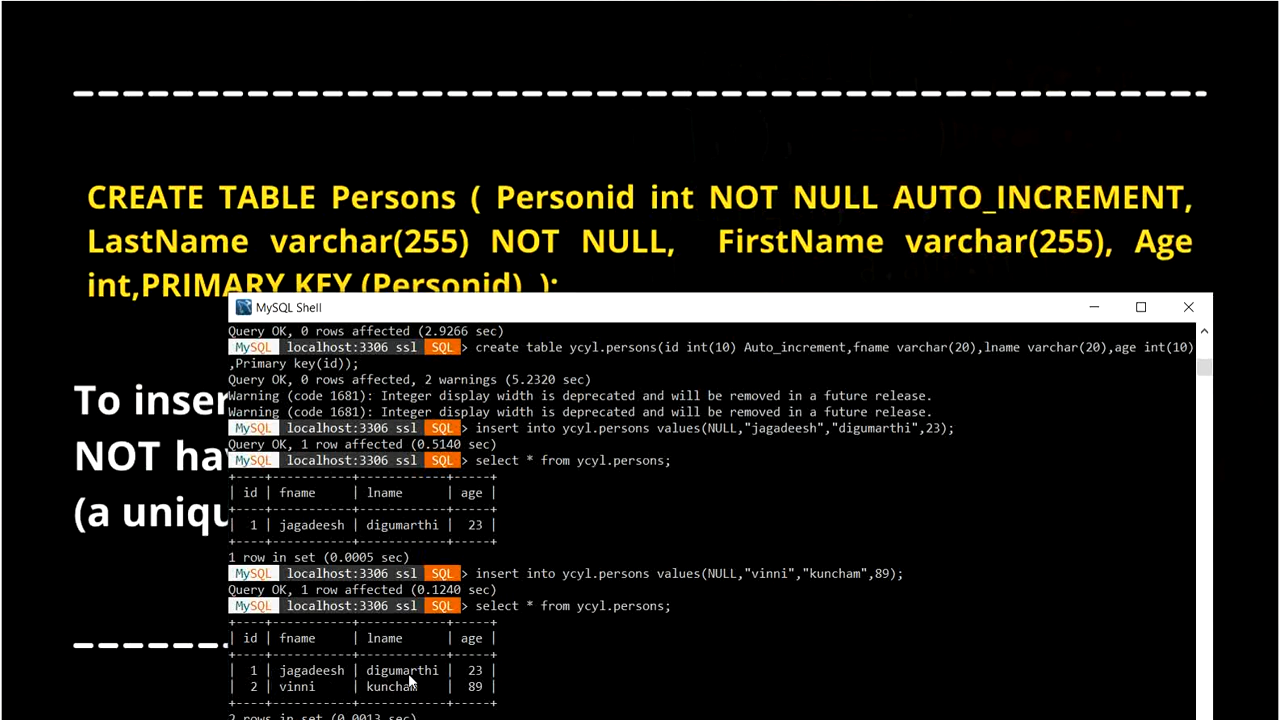 CREATE TABLE Persons ( Personid int NOT NULL AUTO_INCREMENT,
LastName varchar(255) NOT NULL, FirstName varchar(255), Age
int,PRIMARY KEY (Personid) );
To inser
NOT ha
(a uniqu
MySQL Shell
Query OK, 0 rows affected (2.9266 sec)
MySQL localhost:3306 ssl SQL > create table ycyl.persons(id int(10) Auto_increment,fname varchar(20),lname varchar(20),age int(10)
,Primary key(id));
Query OK, 0 rows affected, 2 warnings (5.2320 sec)
Warning (code 1681): Integer display width is deprecated and will be removed in a future release.
Warning (code 1681): Integer display width is deprecated and will be removed in a future release.
MySQL localhost:3306 ssl SQL > insert into ycyl.persons values(NULL,"jagadeesh","digumarthi",23);
Query OK, 1 row affected (0.5140 sec)
MySQL localhost:3306 ssl SQL > select * from ycyl.persons;
+----+-----------+------------+-----+
| id | fname | lname | age |
+----+-----------+------------+-----+
| 1 | jagadeesh | digumarthi | 23 |
+----+-----------+------------+-----+
1 row in set (0.0005 sec)
MySQL localhost:3306 ssl SQL > insert into ycyl.persons values(NULL,"vinni","kuncham",89);
Query OK, 1 row affected (0.1240 sec)
MySQL localhost:3306 ssl SQL > select * from ycyl.persons;
+----+-----------+------------+-----+
| id | fname | lname | age |
+----+-----------+------------+-----+
| 1 | jagadeesh | digumarthi | 23 |
| 2 | vinni | kuncham | 89 |
+----+-----------+------------+-----+
2 rows in set (0.0013 sec)